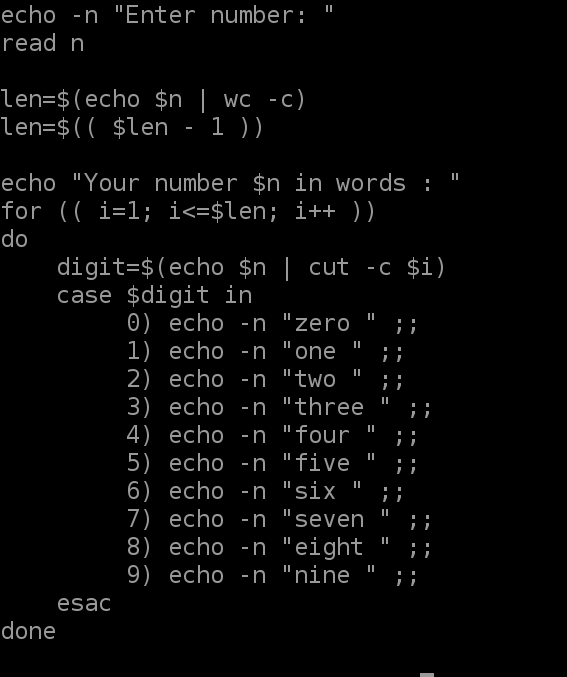 echo -n "Enter number: "
read n

len=$(echo $n | wc -c)
len=$(( $len - 1 ))

echo "Your number $n in words : "
for (( i=1; i<=$len; i++ ))
do
    digit=$(echo $n | cut -c $i)
    case $digit in
         0) echo -n "zero " ;;
         1) echo -n "one " ;;
         2) echo -n "two " ;;
         3) echo -n "three " ;;
         4) echo -n "four " ;;
         5) echo -n "five " ;;
         6) echo -n "six " ;;
         7) echo -n "seven " ;;
         8) echo -n "eight " ;;
         9) echo -n "nine " ;;
    esac
done